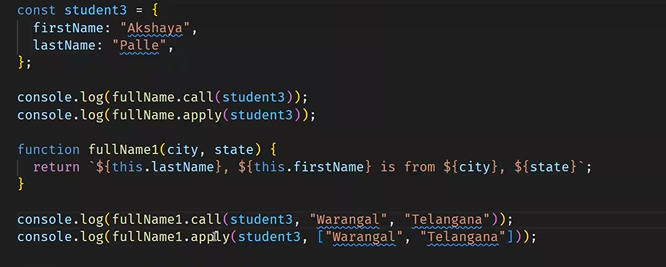 const student3 = {
firstName: "Akshaya",
lastName: "Palle",
};
console.log(fullName.call(student3));
console.log(fullName.apply(student3));
function fullName1(city, state) {
return `${this.lastName}, ${this.firstName} is from ${city}, ${state}`;
}
console.log(fullName1.call(student3, "Warangal", "Telangana"));
console.log(fullName1.apply(student3, ["Warangal", "Telangana"]));